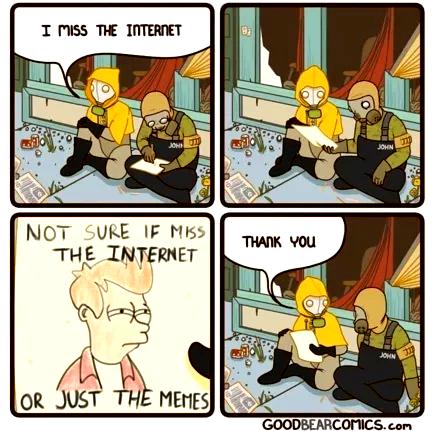 I MISS THE INTERNET
JOHN
JOHN
NOT SURE IF MISS
THE INTERNET
OR JUST THE MEMES
THANK YOU
JOHN
GOODBEARCOMICS.com